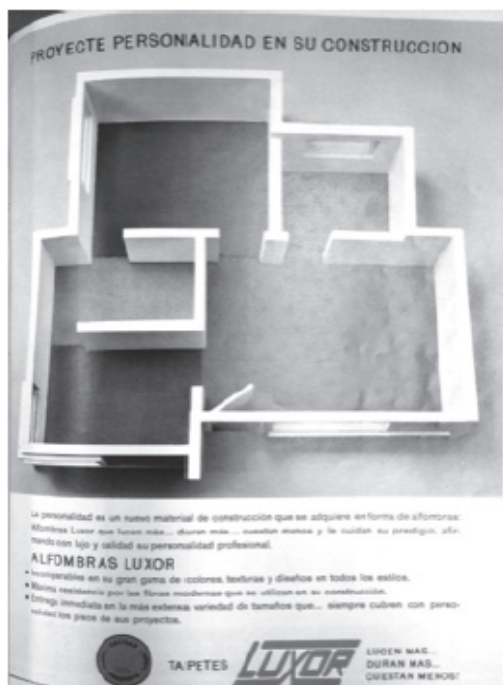 PROYECTE PERSONALIDAD EN SU CONSTRUCCION
La personalidad es un nuevo material de construcción que se adquiere en forma de alfombras:
Alfombras Luxor que lucen más... duran más... cuestan menos y le cuidan su prestigio, afir-
mando con lujo y calidad su personalidad profesional.
ALFOMBRAS LUXOR
• Incomparables en su gran gama de colores, texturas y diseños en todos los estilos.
• Máxima resistencia por las fibras modernas que se utilizan en su construcción.
• Entrega inmediata en la más extensa variedad de tamaños que... siempre cubren con perso-
nalidad los pisos de sus proyectos.
TAPETES LUXOR
LUCEN MAS...
DURAN MAS...
CUESTAN MENOS!